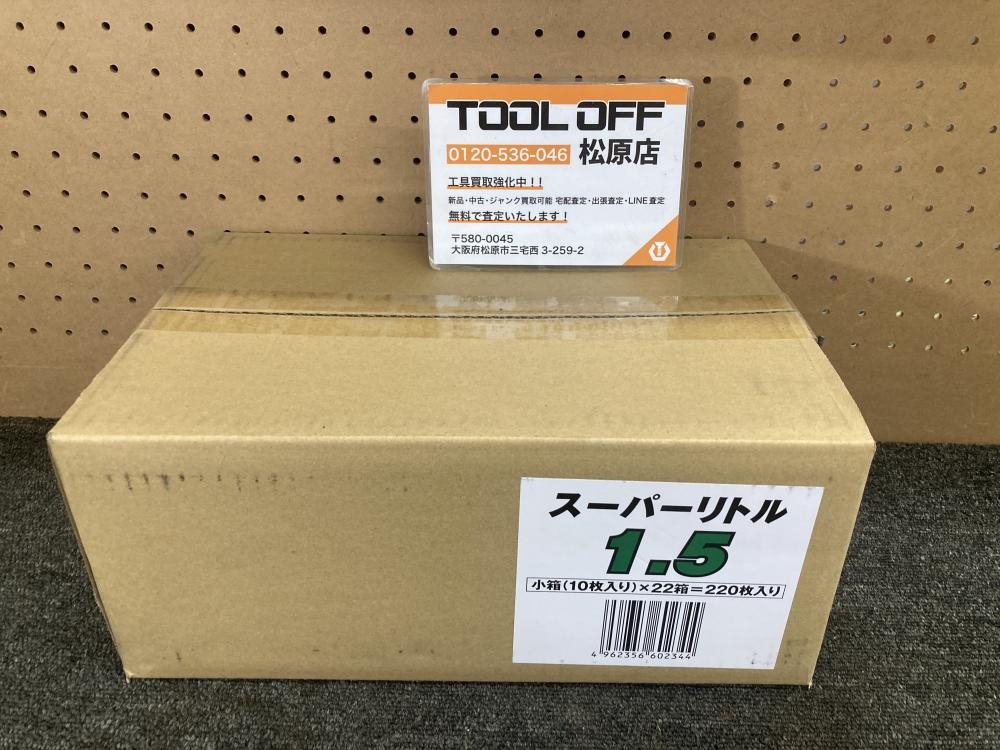 TOOL OFF
0120-536-046 松原店
工具買取強化中！！
新品・中古・ジャンク買取可能 宅配査定・出張査定・LINE査定
無料で査定いたします！
〒580-0045
大阪府松原市三宅西 3-259-2
スーパーリトル
1.5
小箱(10枚入り)×22箱＝220枚入り
4 962356 602344